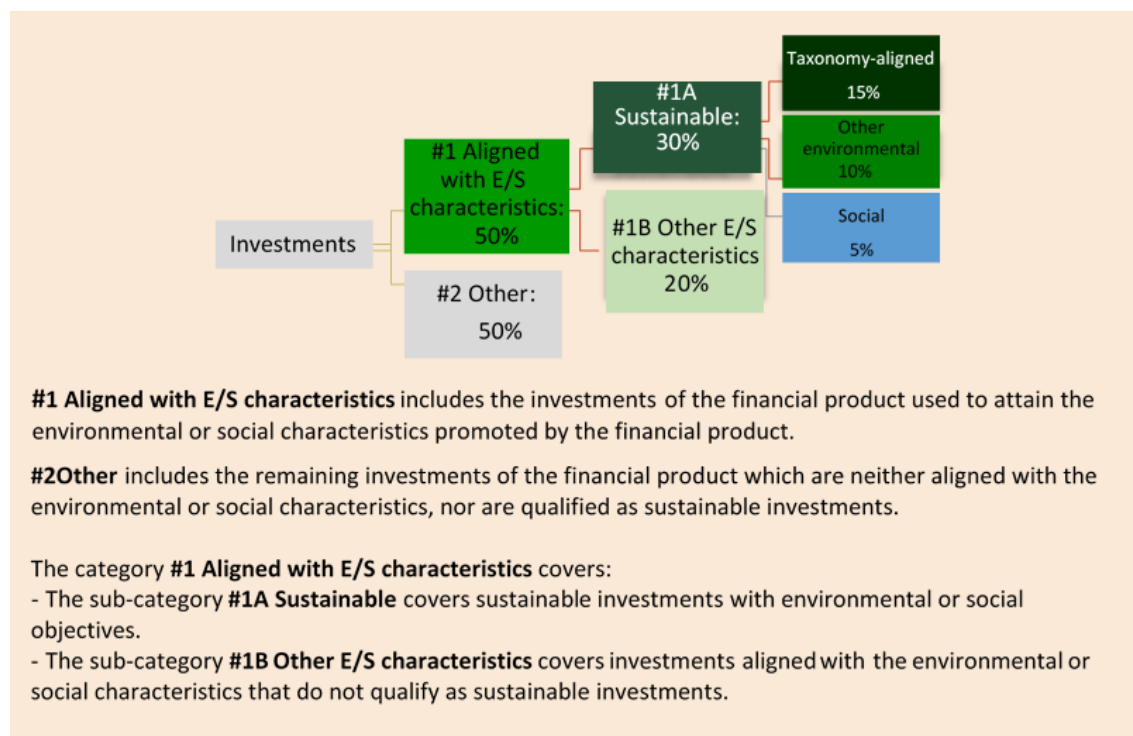 Investments
#1 Aligned
with E/S
characteristics:
50%
#2 Other:
50%
#1A
Sustainable:
30%
#1B Other E/S
characteristics
20%
Taxonomy-aligned
15%
Other
environmental
10%
Social
5%
#1 Aligned with E/S characteristics includes the investments of the financial product used to attain the
environmental or social characteristics promoted by the financial product.
#2Other includes the remaining investments of the financial product which are neither aligned with the
environmental or social characteristics, nor are qualified as sustainable investments.
The category #1 Aligned with E/S characteristics covers:
- The sub-category #1A Sustainable covers sustainable investments with environmental or social
objectives.
- The sub-category #1B Other E/S characteristics covers investments aligned with the environmental or
social characteristics that do not qualify as sustainable investments.